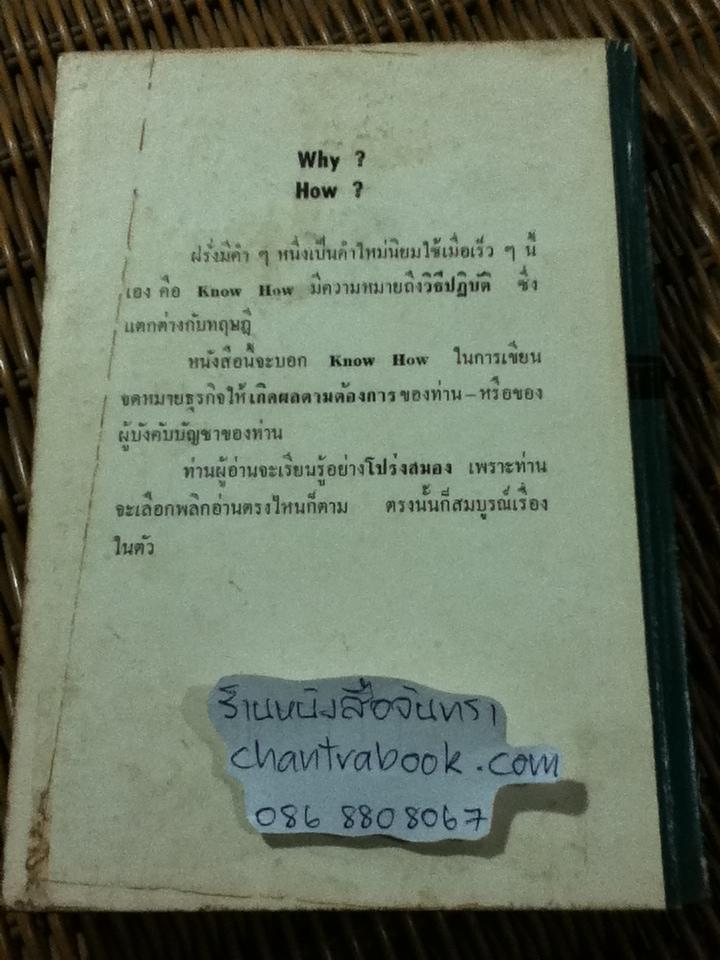 Why ?
How ?
ฝรั่งมีคำ ๆ หนึ่งเป็นคำใหม่นิยมใช้เมื่อเร็ว ๆ นี้
เอง คือ Know How มีความหมายถึงวิธีปฏิบัติ ซึ่ง
แตกต่างกับทฤษฎี
หนังสือนี้จะบอก Know How ในการเขียน
จดหมายธุรกิจให้เกิดผลตามต้องการ ของท่าน – หรือของ
ผู้บังคับบัญชาของท่าน
ท่านผู้อ่านจะเรียนรู้อย่างโปร่งสมอง เพราะท่าน
จะเลือกพลิกอ่านตรงไหนก็ตาม ตรงนั้นก็สมบูรณ์เรื่อง
ในตัว
ร้านหนังสือจันทรา
chantrabook.com
086 8808067